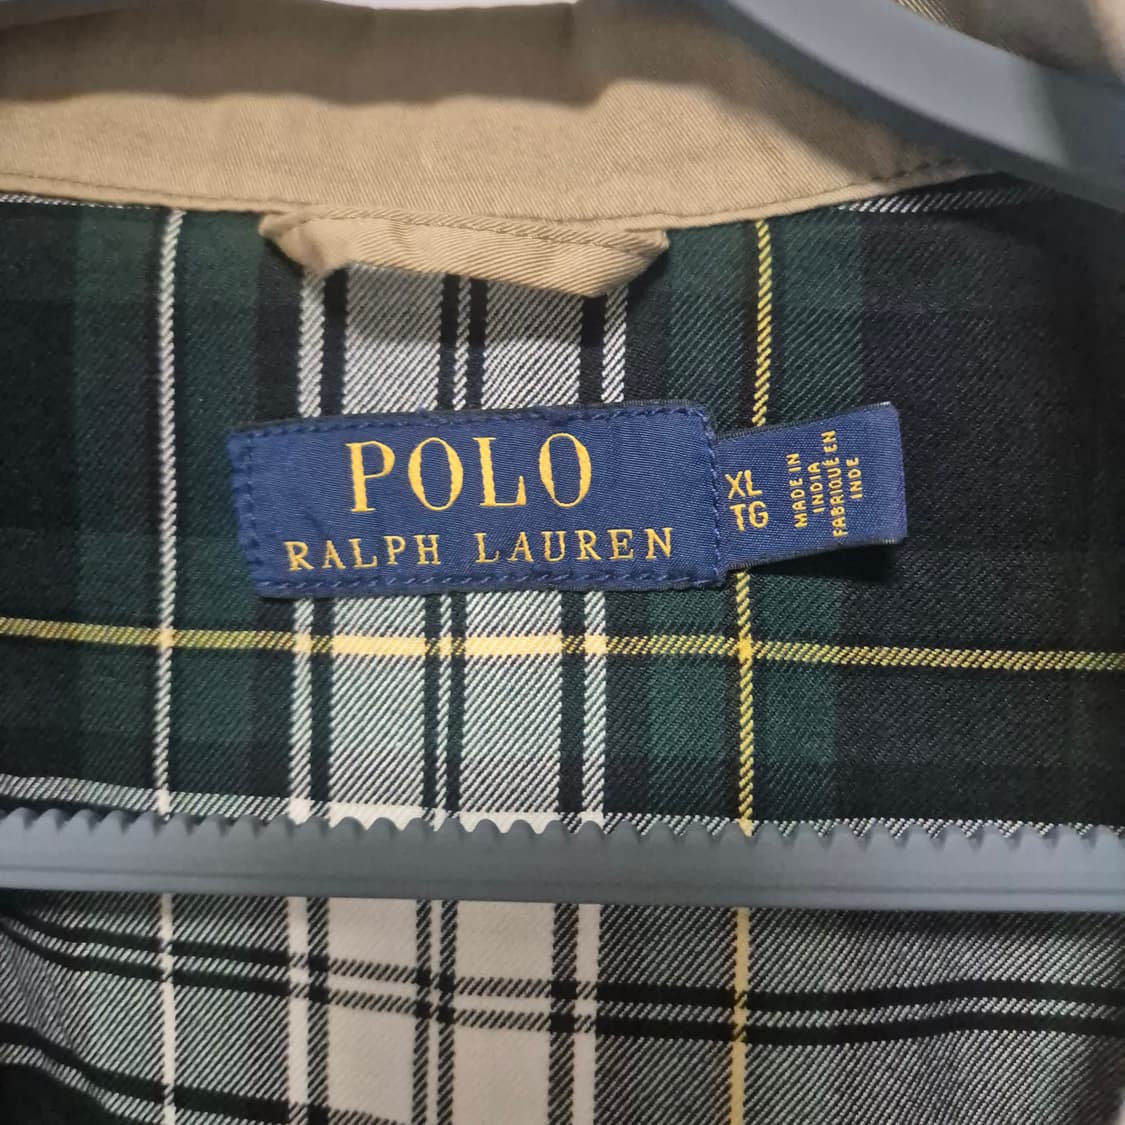 POLO
RALPH LAUREN
XL
TG
MADE IN
INDIA
FABRIQUÉ EN
INDE